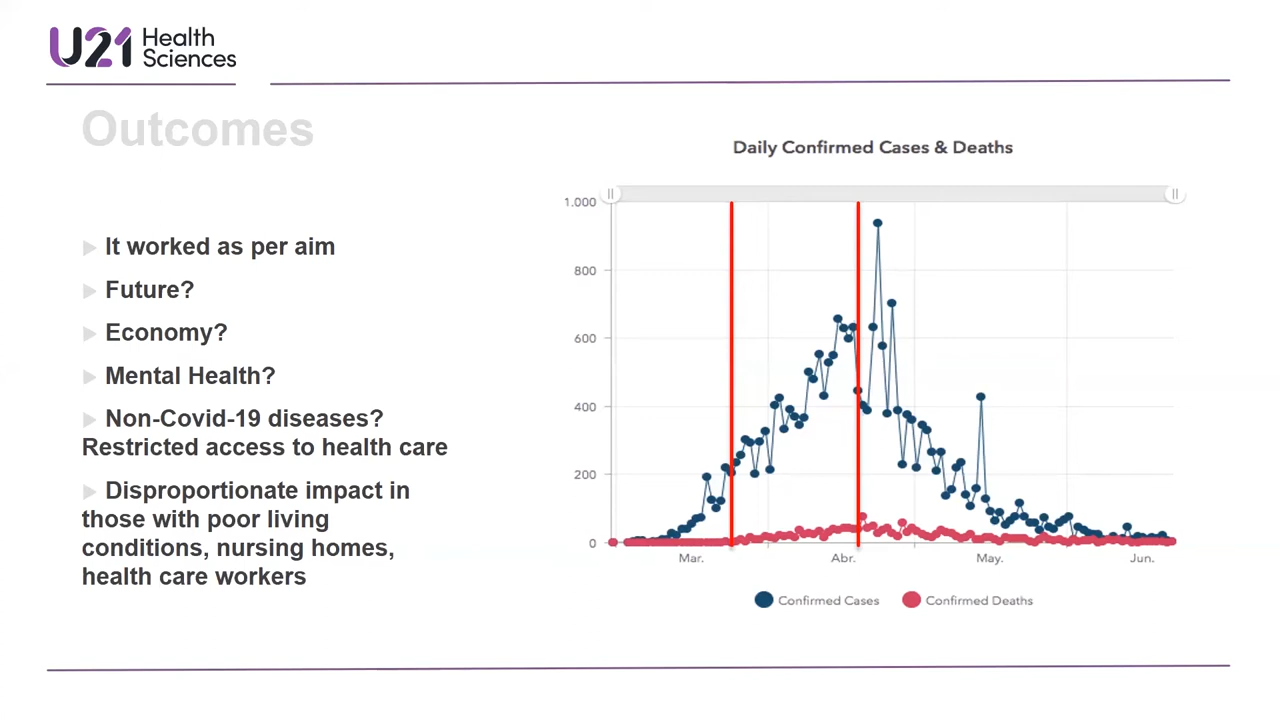 U21 Health
Sciences
Outcomes
It worked as per aim
Future?
Economy?
Mental Health?
Non-Covid-19 diseases?
Restricted access to health care
Disproportionate impact in
those with poor living
conditions, nursing homes,
health care workers
Daily Confirmed Cases & Deaths
1.000
800
600
400
200
0
Mar.
Abr.
May.
Jun.
Confirmed Cases
Confirmed Deaths